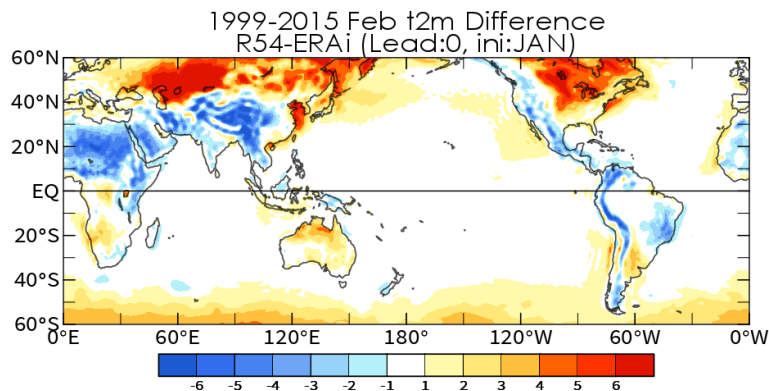 1999-2015 Feb t2m Difference
R54-ERAi (Lead:0, ini:JAN)
60°N
40°N
20°N
EQ
20°S
40°S
60°S
0°E 60°E 120°E 180° 120°W 60°W 0°W
-6 -5 -4 -3 -2 -1 1 2 3 4 5 6